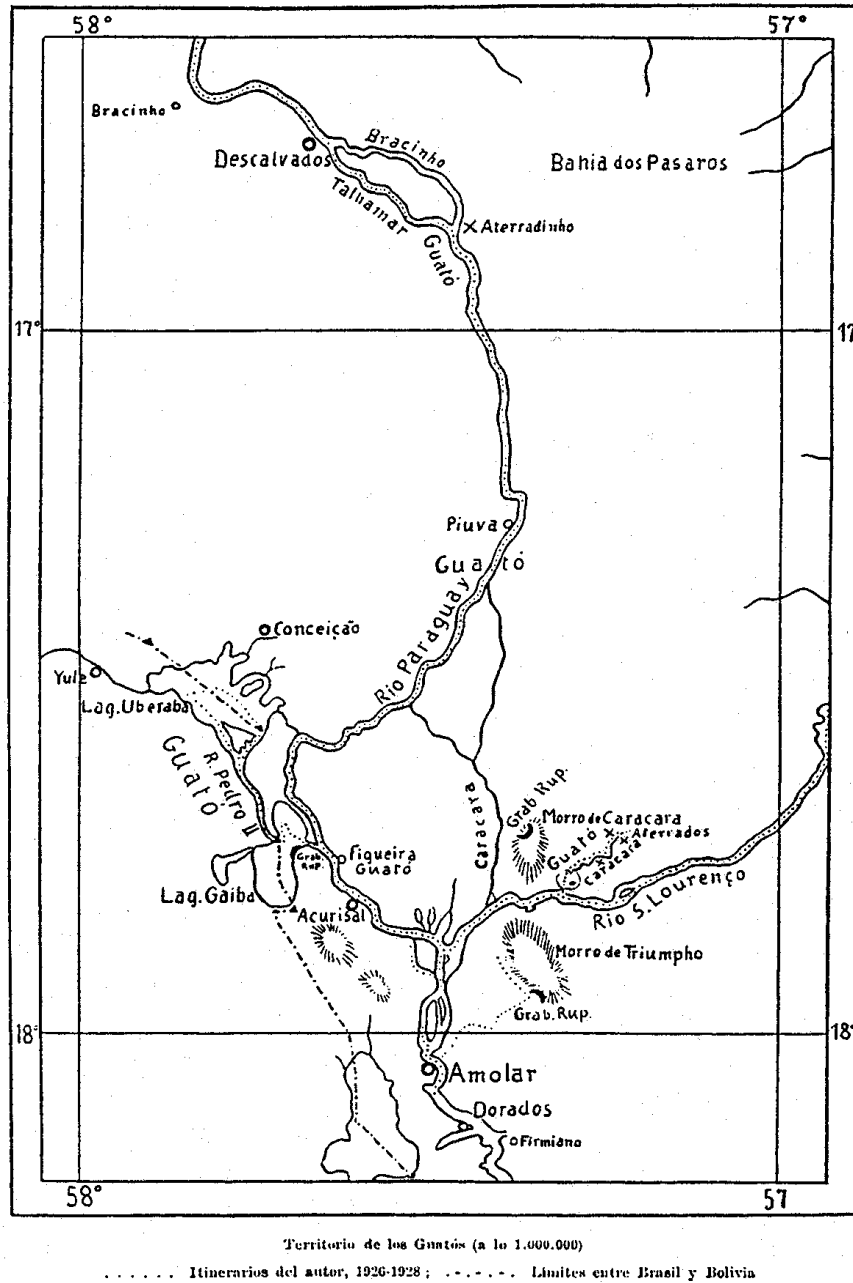 58°
57°
Bracinho
Descalvados
Bracinho
Talhamar
Bahia dos Pasaros
Aterradinho
Guató
17°
17
Piuva
Guató
Rio Paraguay
Conceição
Yule
Lag. Uberaba
Guató
R. Pedro II
Caracara
Grab Rup.
Morro de Caracara
Guató
Aterrados
Caracara
Grab. Rup.
Figueira
Guató
Lag. Gaiba
Acurisal
Rio S. Lourenço
Morro de Triumpho
Grab. Rup.
18°
18°
Amolar
Dorados
Firmiano
58°
57
Territorio de los Guatós (a lo 1.000.000)
. . . . . . Itinerarios del autor, 1926-1928 ; .-.-.-. Límites entre Brasil y Bolivia